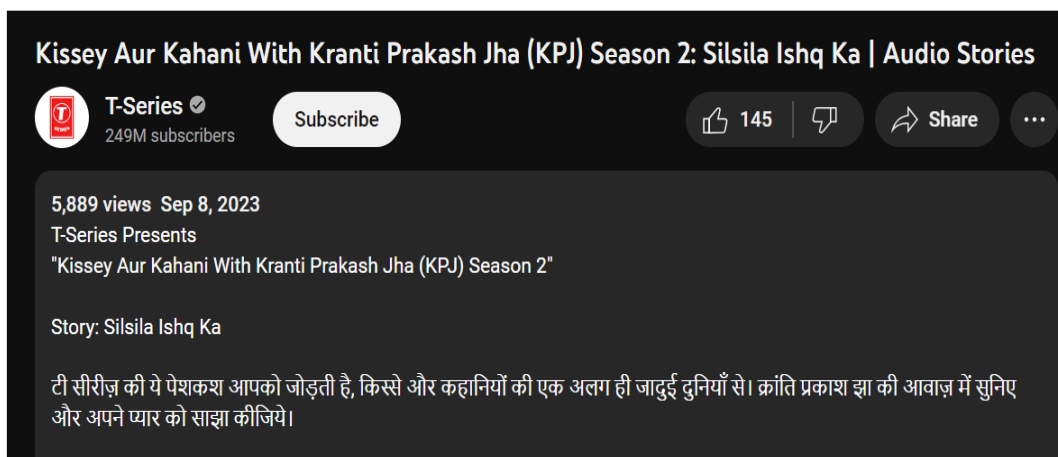 Kissey Aur Kahani With Kranti Prakash Jha (KPJ) Season 2: Silsila Ishq Ka | Audio Stories
T-Series
249M subscribers
Subscribe
145
Share
5,889 views Sep 8, 2023
T-Series Presents
"Kissey Aur Kahani With Kranti Prakash Jha (KPJ) Season 2"
Story: Silsila Ishq Ka
टी सीरीज़ की ये पेशकश आपको जोड़ती है, किस्से और कहानियों की एक अलग ही जादुई दुनियाँ से। क्रांति प्रकाश झा की आवाज़ में सुनिए
और अपने प्यार को साझा कीजिये।